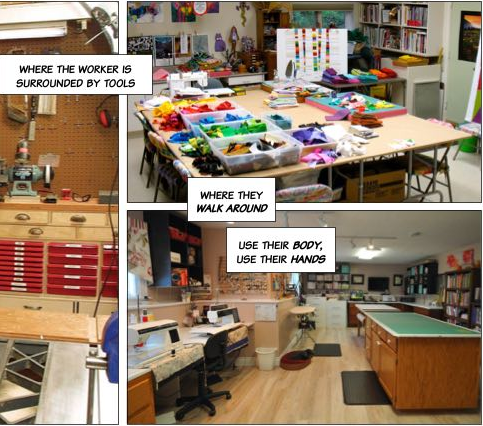 WHERE THE WORKER IS
SURROUNDED BY TOOLS
WHERE THEY
WALK AROUND
USE THEIR BODY,
USE THEIR HANDS